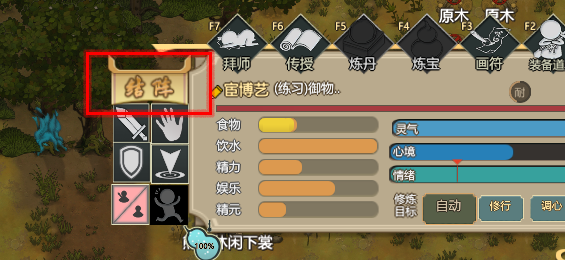 原木 原木
F7 F6 F5 F4 F3 F2
拜师 传授 炼丹 炼宝 画符 装备道
结阵
宦博艺 (练习)御物..
耐
食物
饮水
精力
娱乐
精元
灵气
心境
情绪
修炼目标
自动 修行 调心
休闲下裳
100%